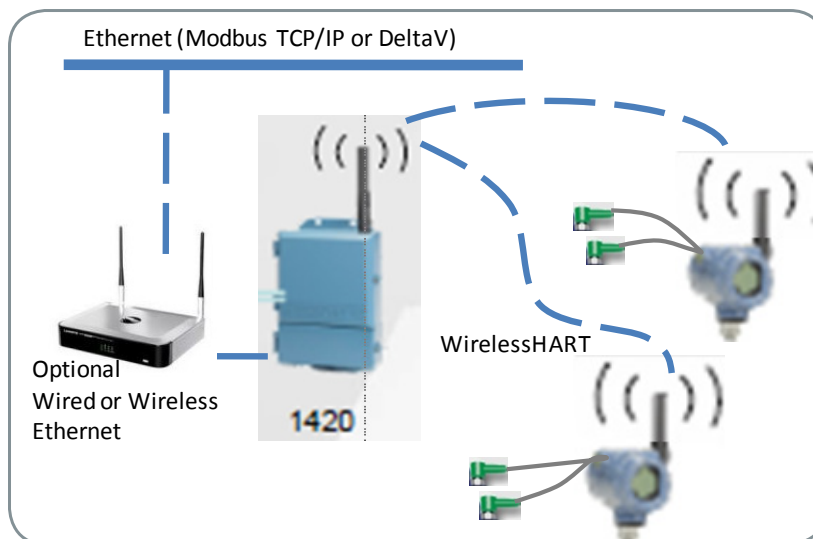 Ethernet (Modbus TCP/IP or DeltaV)
WirelessHART
Optional
Wired or Wireless
Ethernet
1420